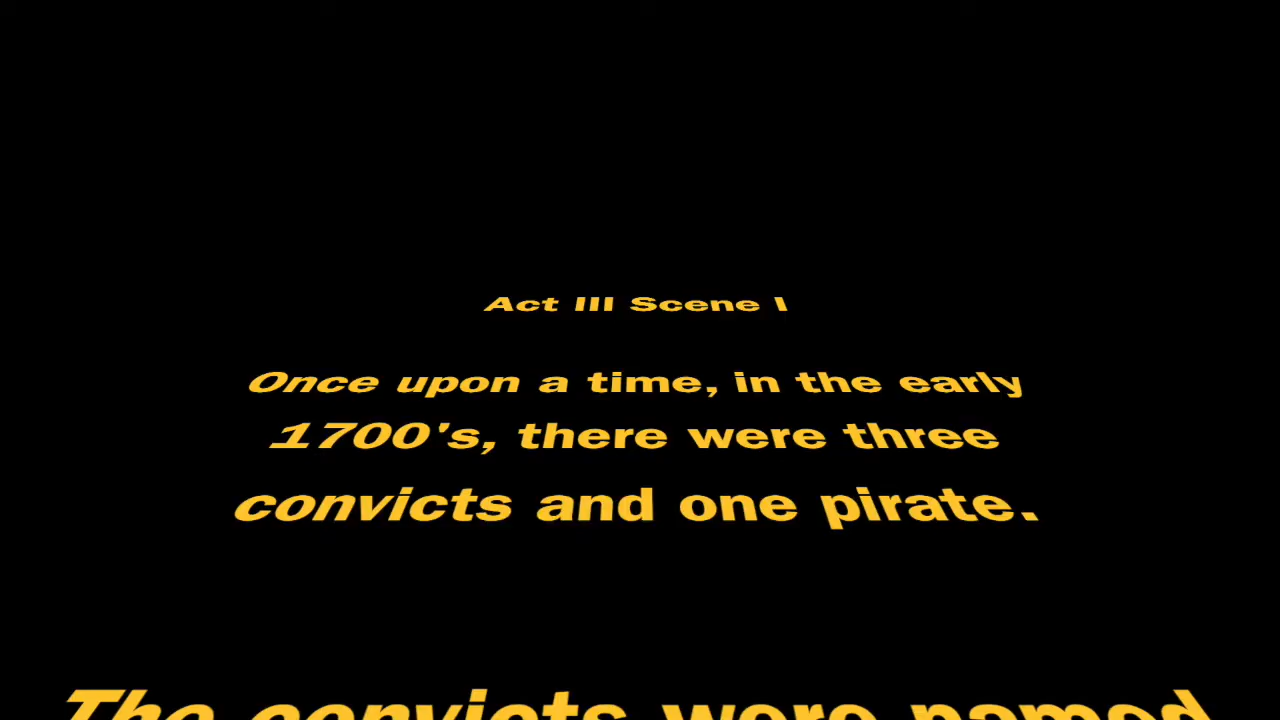 Act III Scene I
Once upon a time, in the early
1700's, there were three
convicts and one pirate.
The convicts were named